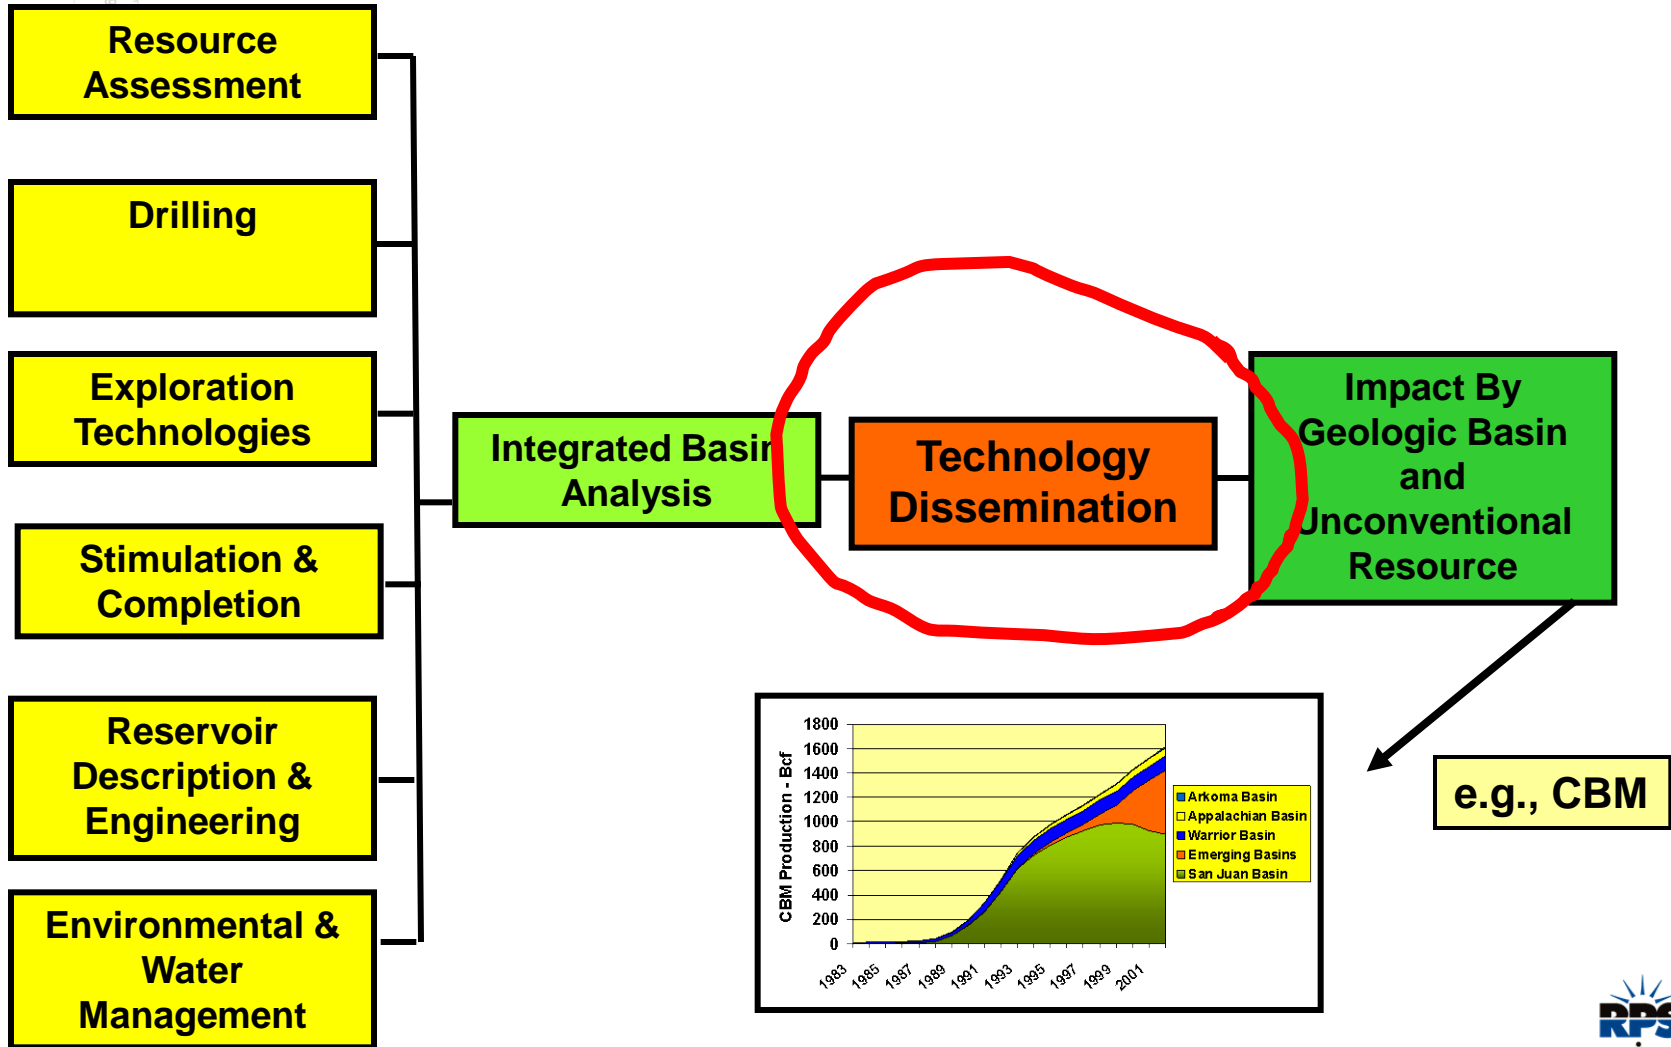 Resource
Assessment
Drilling
Exploration
Technologies
Stimulation &
Completion
Reservoir
Description &
Engineering
Environmental &
Water
Management
Integrated Basin
Analysis
Technology
Dissemination
Impact By
Geologic Basin
and
Unconventional
Resource
e.g., CBM
CBM Production - Bcf
1800
1600
1400
1200
1000
800
600
400
200
0
1983
1985
1987
1989
1991
1993
1995
1997
1999
2001
Arkoma Basin
Appalachian Basin
Warrior Basin
Emerging Basins
San Juan Basin
RPS